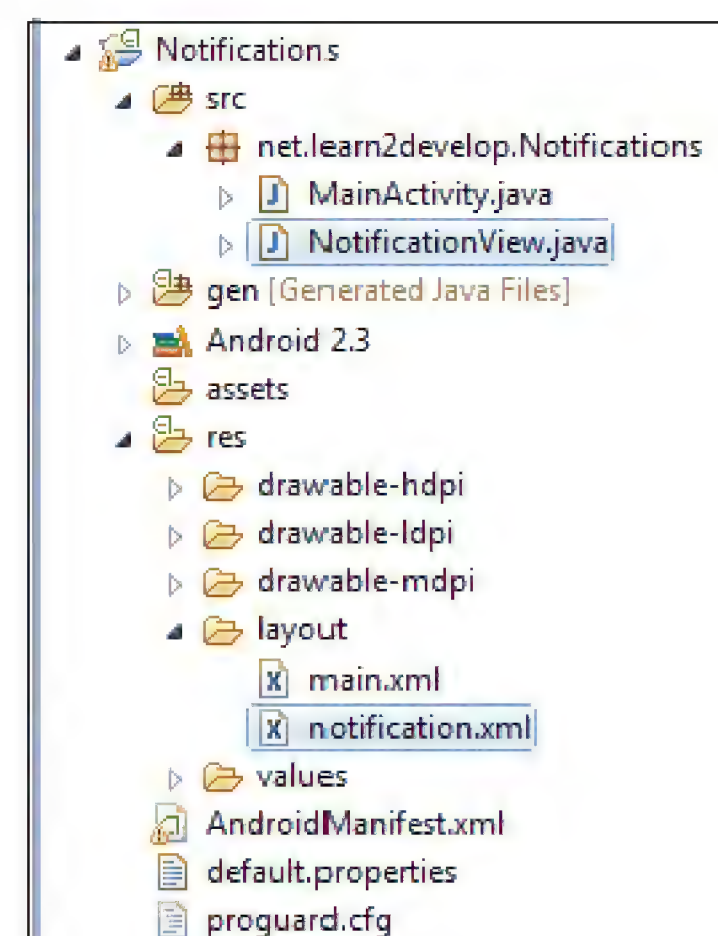 Notifications
src
net.learn2develop.Notifications
MainActivity.java
NotificationView.java
gen [Generated Java Files]
Android 2.3
assets
res
drawable-hdpi
drawable-ldpi
drawable-mdpi
layout
main.xml
notification.xml
values
AndroidManifest.xml
default.properties
proguard.cfg